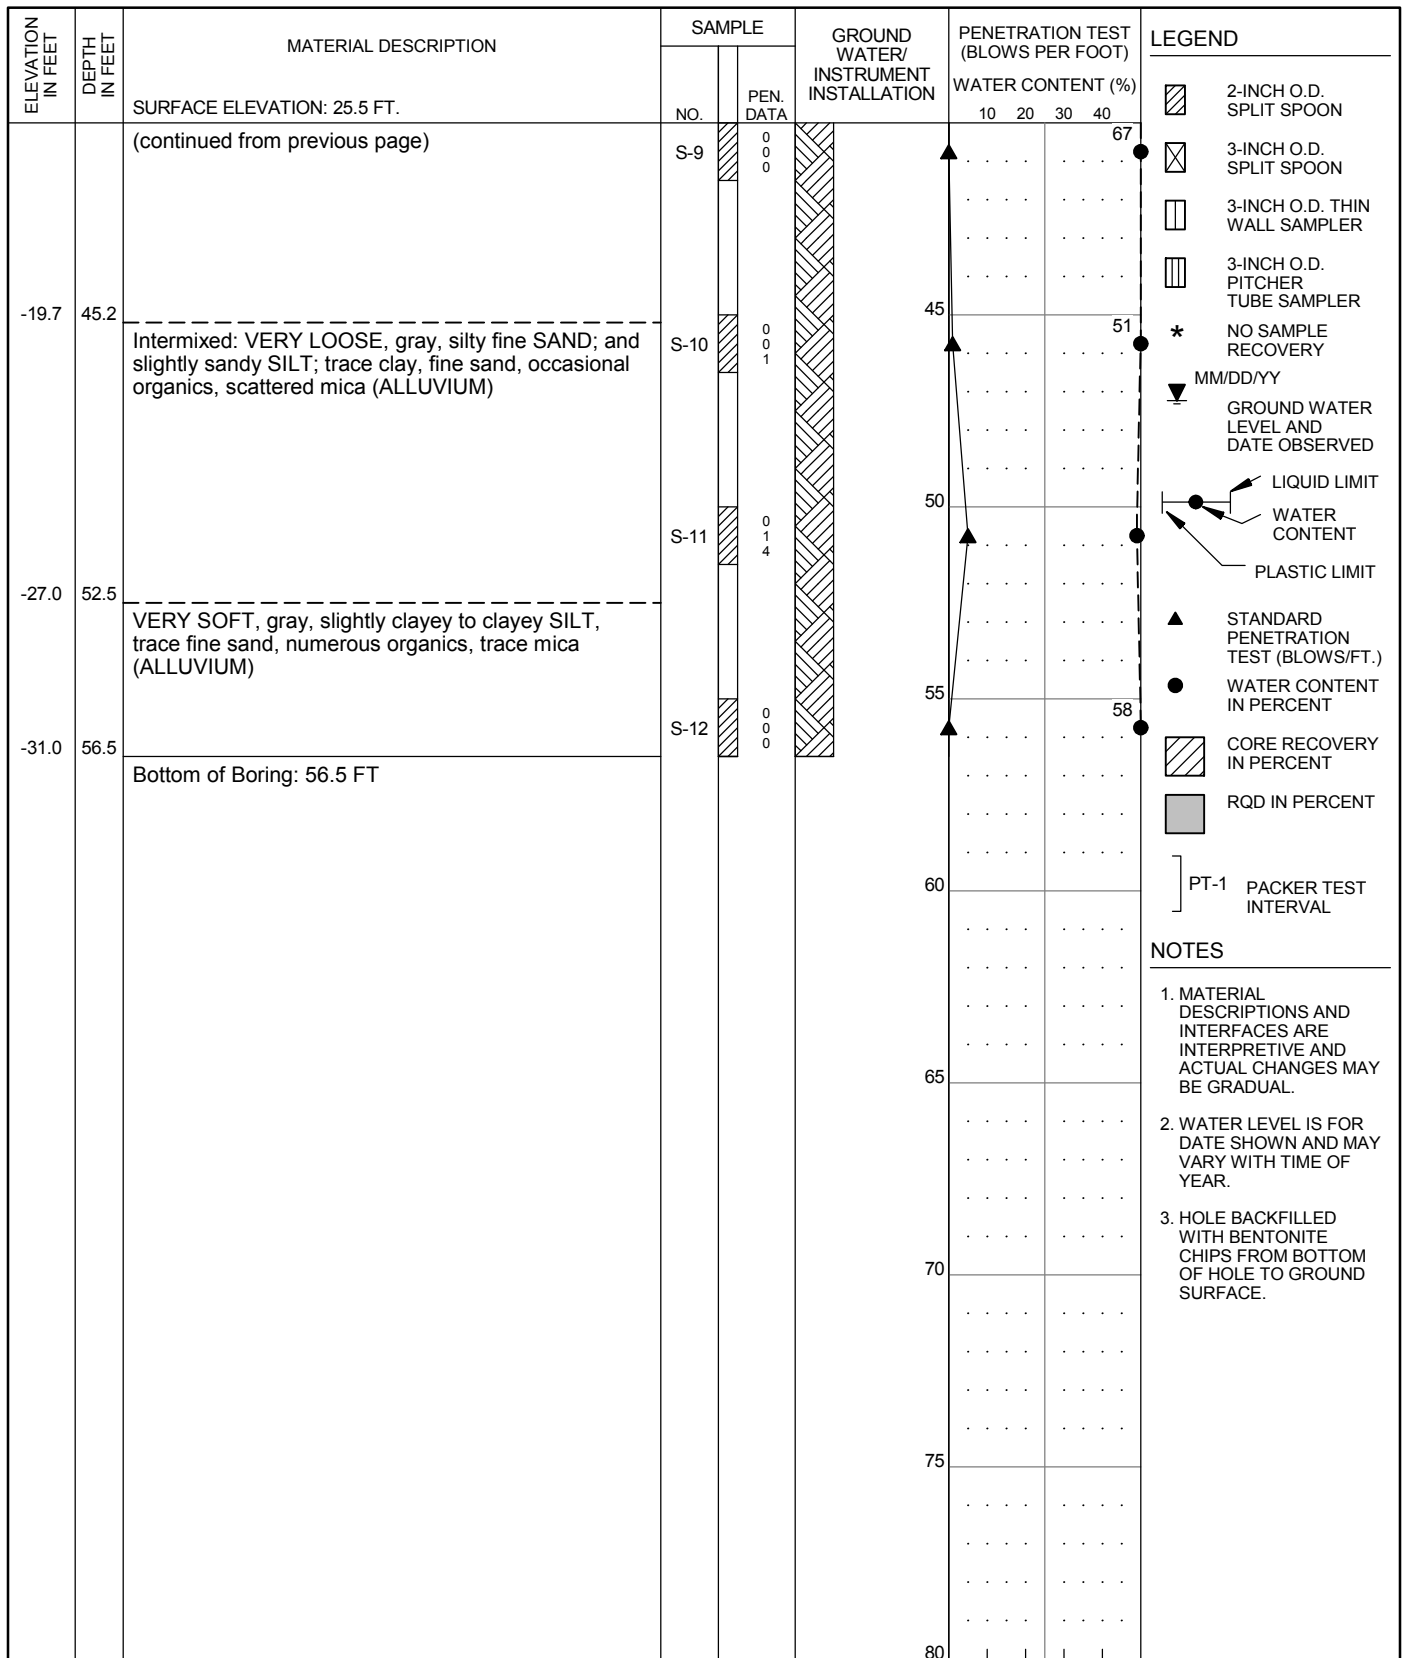 ELEVATION
IN FEET
DEPTH
IN FEET
MATERIAL DESCRIPTION
SURFACE ELEVATION: 25.5 FT.
SAMPLE
NO.
PEN.
DATA
GROUND
WATER/
INSTRUMENT
INSTALLATION
PENETRATION TEST
(BLOWS PER FOOT)
WATER CONTENT (%)
10 20 30 40
(continued from previous page)
S-9
0
0
0
67
-19.7 45.2
45
Intermixed: VERY LOOSE, gray, silty fine SAND; and
slightly sandy SILT; trace clay, fine sand, occasional
organics, scattered mica (ALLUVIUM)
S-10
0
0
1
51
50
S-11
0
1
4
-27.0 52.5
VERY SOFT, gray, slightly clayey to clayey SILT,
trace fine sand, numerous organics, trace mica
(ALLUVIUM)
55
S-12
0
0
0
58
-31.0 56.5
Bottom of Boring: 56.5 FT
60
65
70
75
80
LEGEND
2-INCH O.D.
SPLIT SPOON
3-INCH O.D.
SPLIT SPOON
3-INCH O.D. THIN
WALL SAMPLER
3-INCH O.D.
PITCHER
TUBE SAMPLER
* NO SAMPLE
RECOVERY
MM/DD/YY
GROUND WATER
LEVEL AND
DATE OBSERVED
LIQUID LIMIT
WATER
CONTENT
PLASTIC LIMIT
STANDARD
PENETRATION
TEST (BLOWS/FT.)
WATER CONTENT
IN PERCENT
CORE RECOVERY
IN PERCENT
RQD IN PERCENT
PT-1 PACKER TEST
INTERVAL
NOTES
1. MATERIAL
DESCRIPTIONS AND
INTERFACES ARE
INTERPRETIVE AND
ACTUAL CHANGES MAY
BE GRADUAL.
2. WATER LEVEL IS FOR
DATE SHOWN AND MAY
VARY WITH TIME OF
YEAR.
3. HOLE BACKFILLED
WITH BENTONITE
CHIPS FROM BOTTOM
OF HOLE TO GROUND
SURFACE.